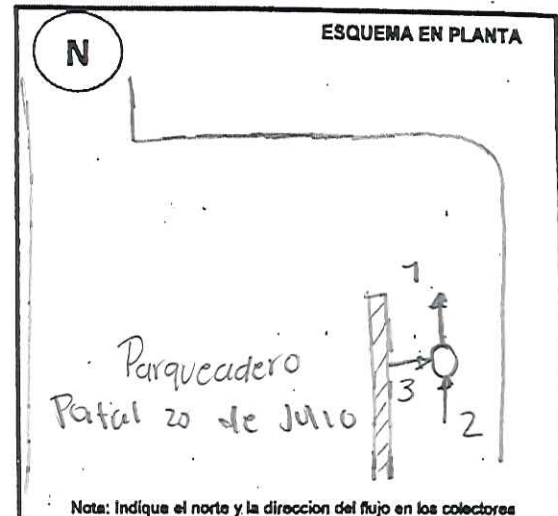 N
ESQUEMA EN PLANTA
1
Parqueadero
3
Portal 20 de Julio
2
Nota: Indique el norte y la direccion del flujo en los colectores